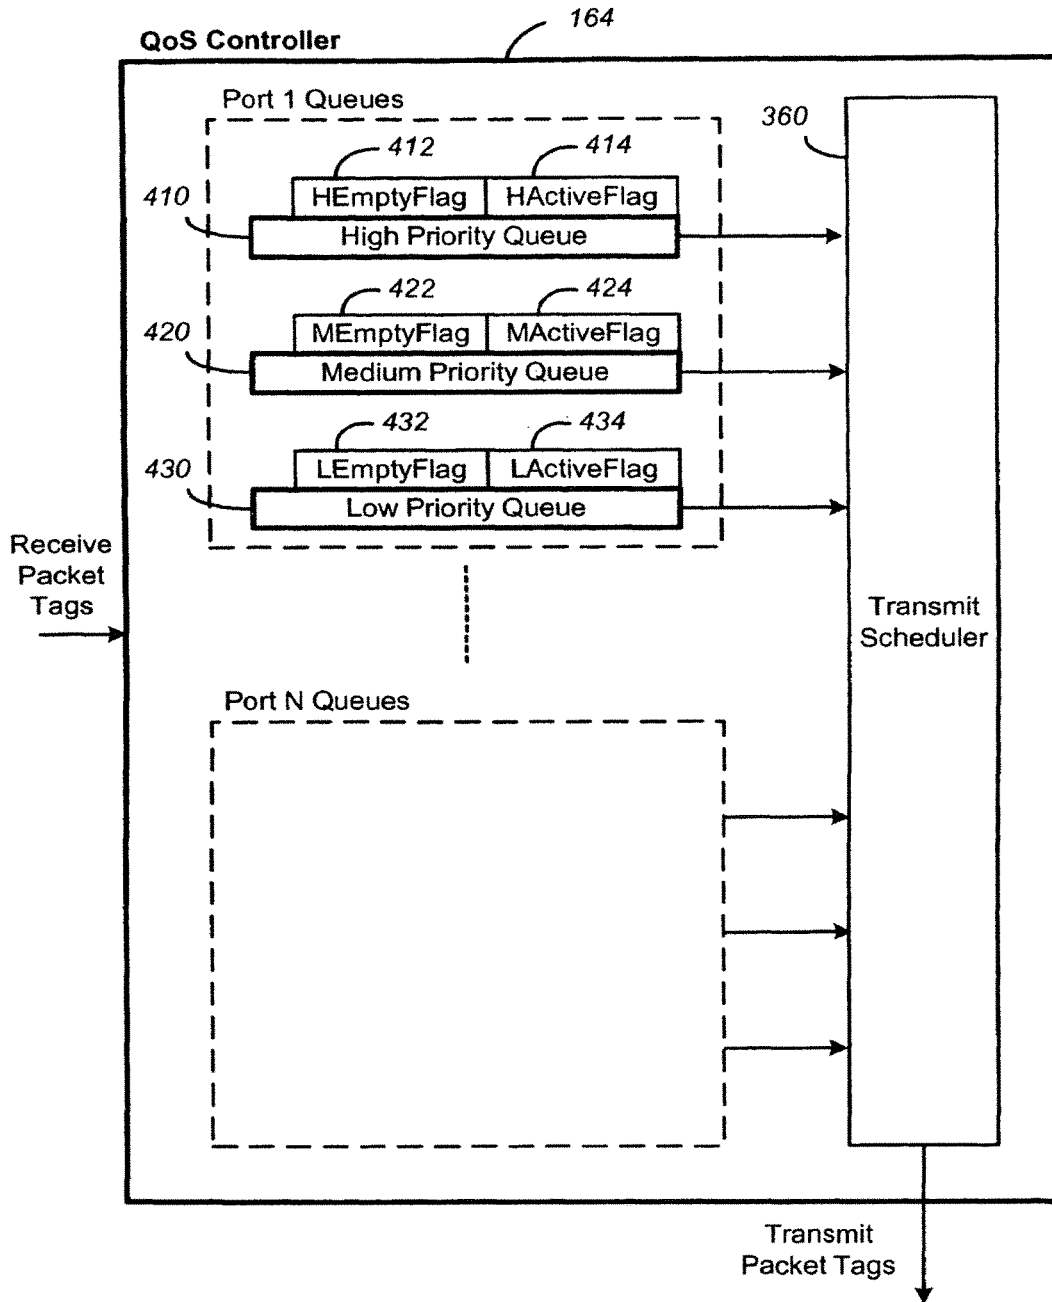 164
QoS Controller
Port 1 Queues
360
412
414
410
HEmptyFlag
HActiveFlag
High Priority Queue
422
424
420
MEmptyFlag
MActiveFlag
Medium Priority Queue
432
434
430
LEmptyFlag
LActiveFlag
Low Priority Queue
Receive
Packet
Tags
Transmit
Scheduler
Port N Queues
Transmit
Packet Tags